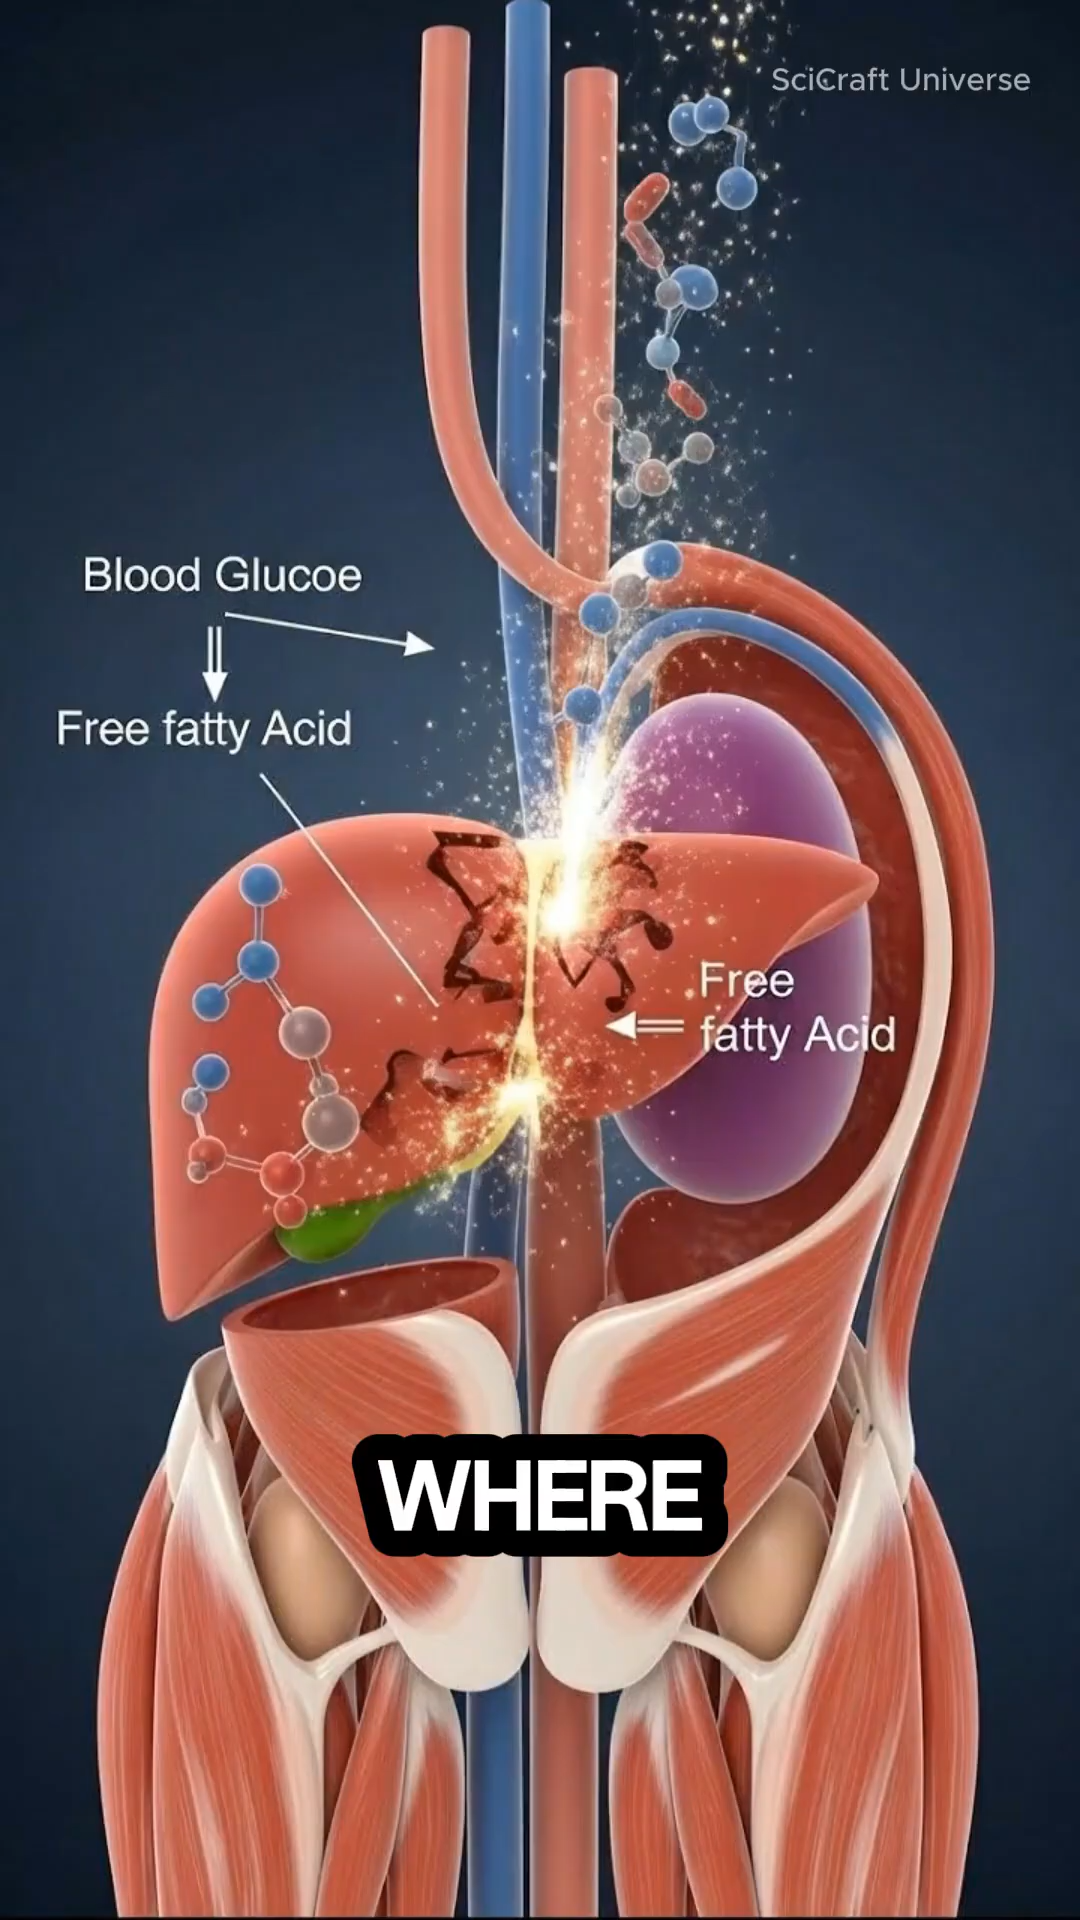 SciCraft Universe
Blood Glucoe
Free fatty Acid
Free
fatty Acid
WHERE